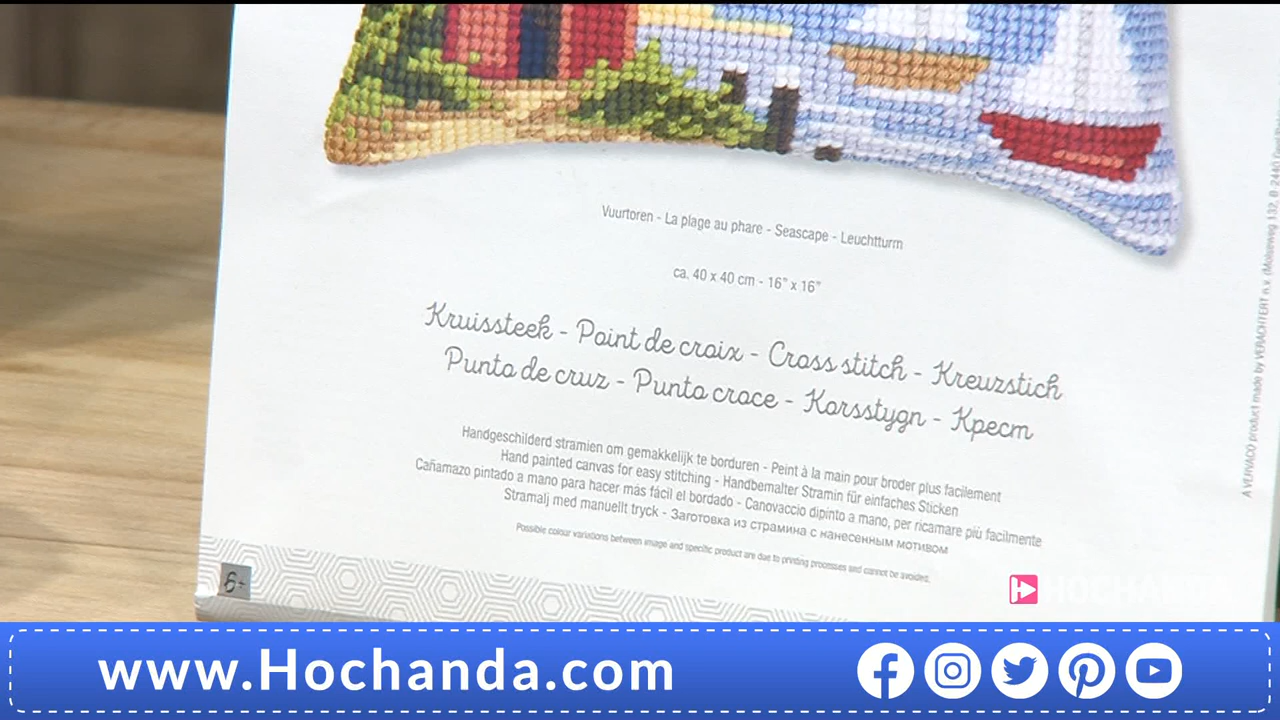 Vuurtoren - La plage au phare - Seascape - Leuchtturm
ca. 40 x 40 cm - 16” x 16”
Kruissteek - Point de croix - Cross stitch - Kreuzstich
Punto de cruz - Punto croce - Korsstygn - Крест
Handgeschilderd stramien om gemakkelijk te borduren - Peint à la main pour broder plus facilement
Hand painted canvas for easy stitching - Handbemalter Stramin für einfaches Sticken
Cañamazo pintado a mano para hacer más fácil el bordado - Canovaccio dipinto a mano, per ricamare più facilmente
Stramalj med manuellt tryck - Заготовка из страмина с нанесенным мотивом
Possible colour variations between image and specific product are due to printing processes and cannot be avoided.
A VERVACO product made by VERACHTERT n.v. (Molseweg 132, B-2440
6+
HOCHANDA
www.Hochanda.com